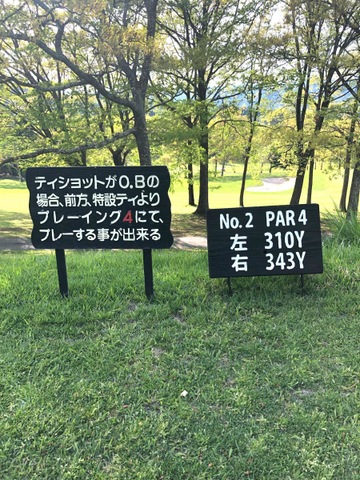 ティショットがO.Bの
場合、前方、特設ティより
プレーイング4にて、
プレーする事が出来る
No.2 PAR4
左 310Y
右 343Y